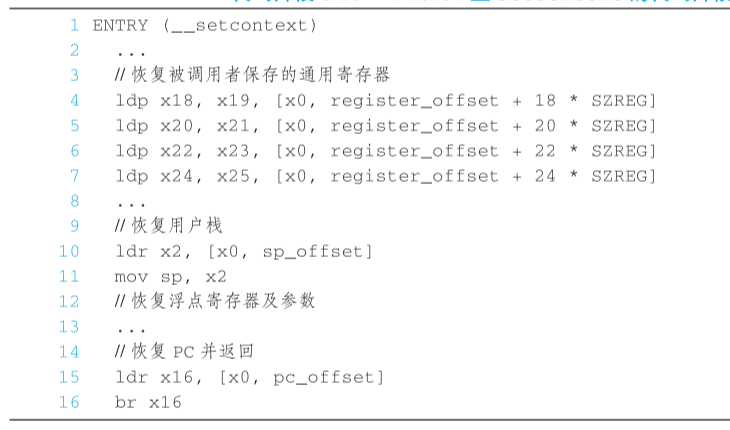 1 ENTRY (__setcontext)
2 ...
3 // 恢复被调用者保存的通用寄存器
4 ldp x18, x19, [x0, register_offset + 18 * SZREG]
5 ldp x20, x21, [x0, register_offset + 20 * SZREG]
6 ldp x22, x23, [x0, register_offset + 22 * SZREG]
7 ldp x24, x25, [x0, register_offset + 24 * SZREG]
8 ...
9 // 恢复用户栈
10 ldr x2, [x0, sp_offset]
11 mov sp, x2
12 // 恢复浮点寄存器及参数
13 ...
14 // 恢复 PC 并返回
15 ldr x16, [x0, pc_offset]
16 br x16